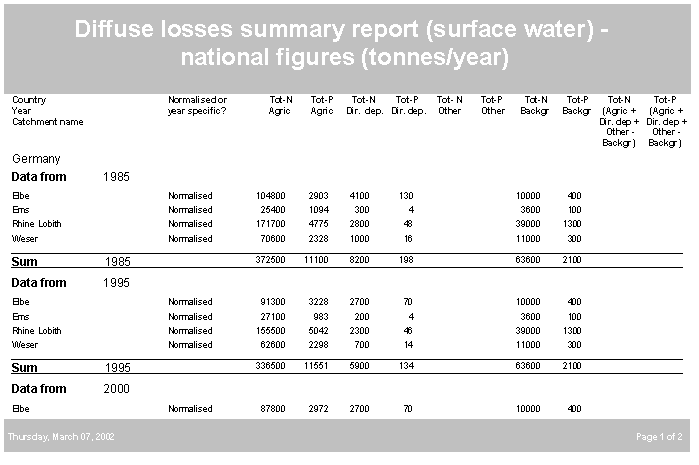 Diffuse losses summary report (surface water) -
national figures (tonnes/year)
Country Normalised or Tot-N Tot-P Tot-N Tot-P Tot- N Tot-P Tot-N Tot-P Tot-N Tot-P
Year year specific? Agric Agric Dir. dep. Dir. dep. Other Other Backgr Backgr (Agric + (Agric +
Catchment name Dir. dep + Dir. dep +
Other - Other -
Backgr) Backgr)
Germany
Data from 1985
Elbe Normalised 104800 2903 4100 130 10000 400
Ems Normalised 25400 1094 300 4 3600 100
Rhine Lobith Normalised 171700 4775 2800 48 39000 1300
Weser Normalised 70600 2328 1000 16 11000 300
Sum 1985 372500 11100 8200 198 63600 2100
Data from 1995
Elbe Normalised 91300 3228 2700 70 10000 400
Ems Normalised 27100 983 200 4 3600 100
Rhine Lobith Normalised 155500 5042 2300 46 39000 1300
Weser Normalised 62600 2298 700 14 11000 300
Sum 1995 336500 11551 5900 134 63600 2100
Data from 2000
Elbe Normalised 87800 2972 2700 70 10000 400
Thursday, March 07, 2002 Page 1 of 2